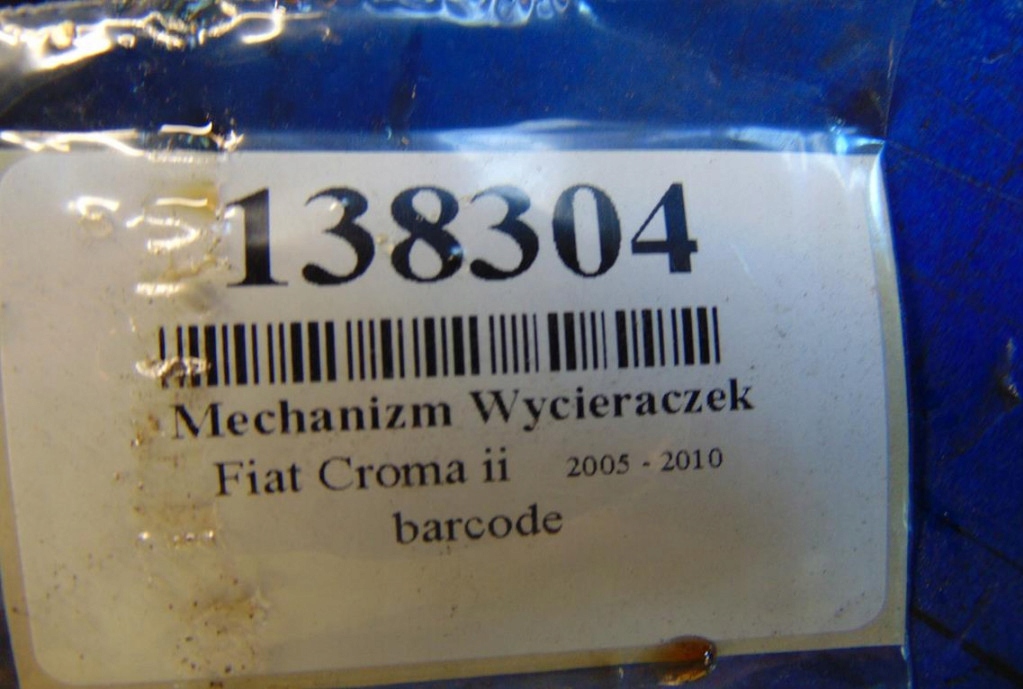 138304
Mechanizm Wycieraczek
Fiat Croma ii 2005 - 2010
barcode